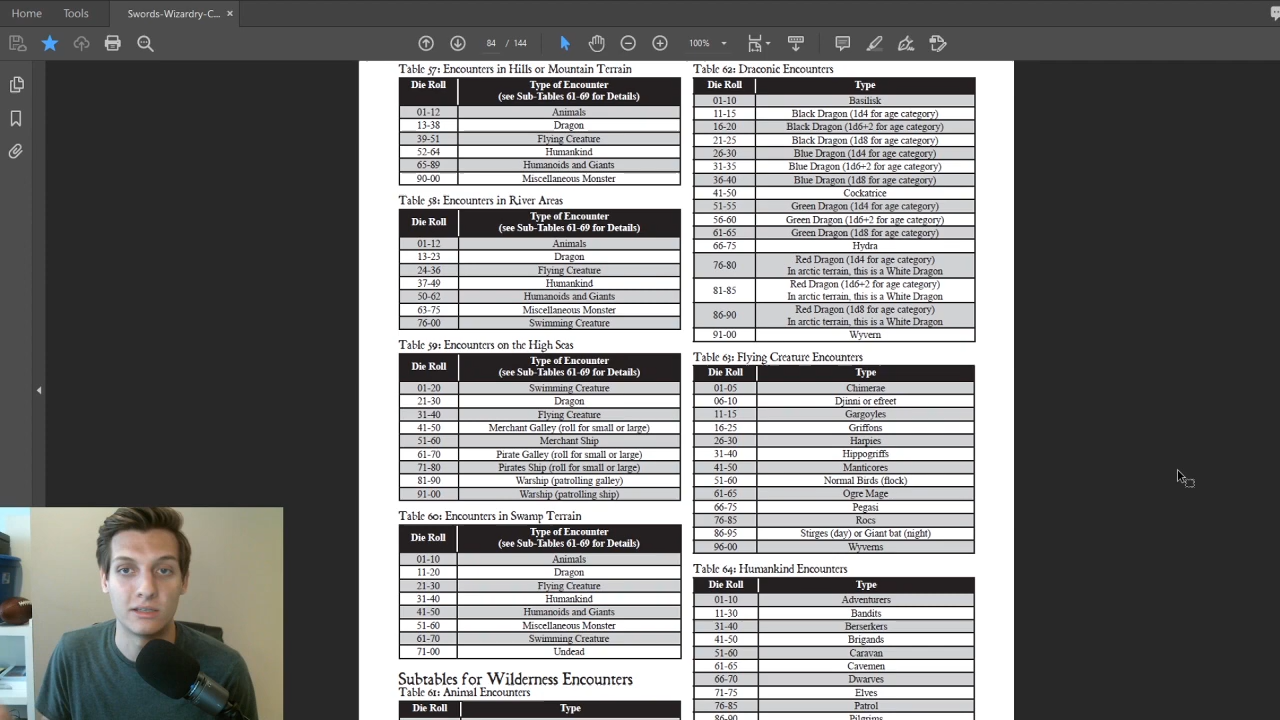 Home Tools Swords-Wizardry-C... ×
84 / 144 100%
Table 57: Encounters in Hills or Mountain Terrain
Die Roll Type of Encounter
(see Sub-Tables 61-69 for Details)
01-12 Animals
13-38 Dragon
39-51 Flying Creature
52-64 Humankind
65-89 Humanoids and Giants
90-00 Miscellaneous Monster
Table 58: Encounters in River Areas
Die Roll Type of Encounter
(see Sub-Tables 61-69 for Details)
01-12 Animals
13-23 Dragon
24-36 Flying Creature
37-49 Humankind
50-62 Humanoids and Giants
63-75 Miscellaneous Monster
76-00 Swimming Creature
Table 59: Encounters on the High Seas
Die Roll Type of Encounter
(see Sub-Tables 61-69 for Details)
01-20 Swimming Creature
21-30 Dragon
31-40 Flying Creature
41-50 Merchant Galley (roll for small or large)
51-60 Merchant Ship
61-70 Pirate Galley (roll for small or large)
71-80 Pirates Ship (roll for small or large)
81-90 Warship (patrolling galley)
91-00 Warship (patrolling ship)
Table 60: Encounters in Swamp Terrain
Die Roll Type of Encounter
(see Sub-Tables 61-69 for Details)
01-10 Animals
11-20 Dragon
21-30 Flying Creature
31-40 Humankind
41-50 Humanoids and Giants
51-60 Miscellaneous Monster
61-70 Swimming Creature
71-00 Undead
Subtables for Wilderness Encounters
Table 61: Animal Encounters
Die Roll Type
Table 62: Draconic Encounters
Die Roll Type
01-10 Basilisk
11-15 Black Dragon (1d4 for age category)
16-20 Black Dragon (1d6+2 for age category)
21-25 Black Dragon (1d8 for age category)
26-30 Blue Dragon (1d4 for age category)
31-35 Blue Dragon (1d6+2 for age category)
36-40 Blue Dragon (1d8 for age category)
41-50 Cockatrice
51-55 Green Dragon (1d4 for age category)
56-60 Green Dragon (1d6+2 for age category)
61-65 Green Dragon (1d8 for age category)
66-75 Hydra
76-80 Red Dragon (1d4 for age category)
In arctic terrain, this is a White Dragon
81-85 Red Dragon (1d6+2 for age category)
In arctic terrain, this is a White Dragon
86-90 Red Dragon (1d8 for age category)
In arctic terrain, this is a White Dragon
91-00 Wyvern
Table 63: Flying Creature Encounters
Die Roll Type
01-05 Chimerae
06-10 Djinni or efreet
11-15 Gargoyles
16-25 Griffons
26-30 Harpies
31-40 Hippogriffs
41-50 Manticores
51-60 Normal Birds (flock)
61-65 Ogre Mage
66-75 Pegasi
76-85 Rocs
86-95 Stirges (day) or Giant bat (night)
96-00 Wyverns
Table 64: Humankind Encounters
Die Roll Type
01-10 Adventurers
11-30 Bandits
31-40 Berserkers
41-50 Brigands
51-60 Caravan
61-65 Cavemen
66-70 Dwarves
71-75 Elves
76-85 Patrol
86-90 Pilgrims